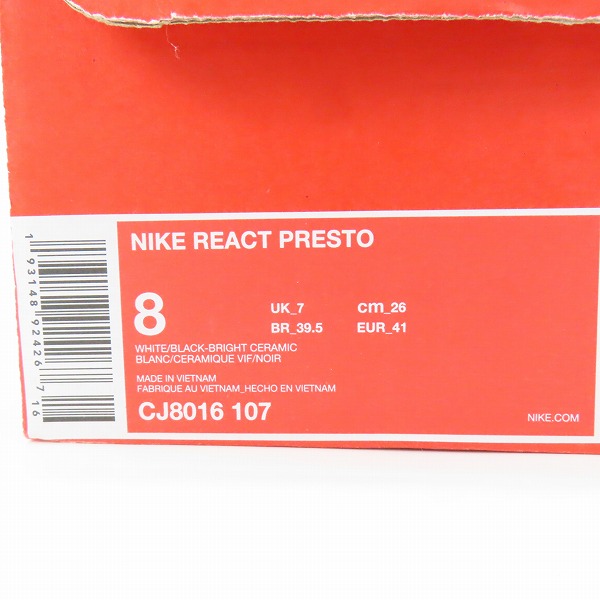 NIKE REACT PRESTO
8
UK_7 cm_26
BR_39.5 EUR_41
WHITE/BLACK-BRIGHT CERAMIC
BLANC/CERAMIQUE VIF/NOIR
MADE IN VIETNAM
FABRIQUE AU VIETNAM_HECHO EN VIETNAM
CJ8016 107
NIKE.COM
1 93148 92426 7 16